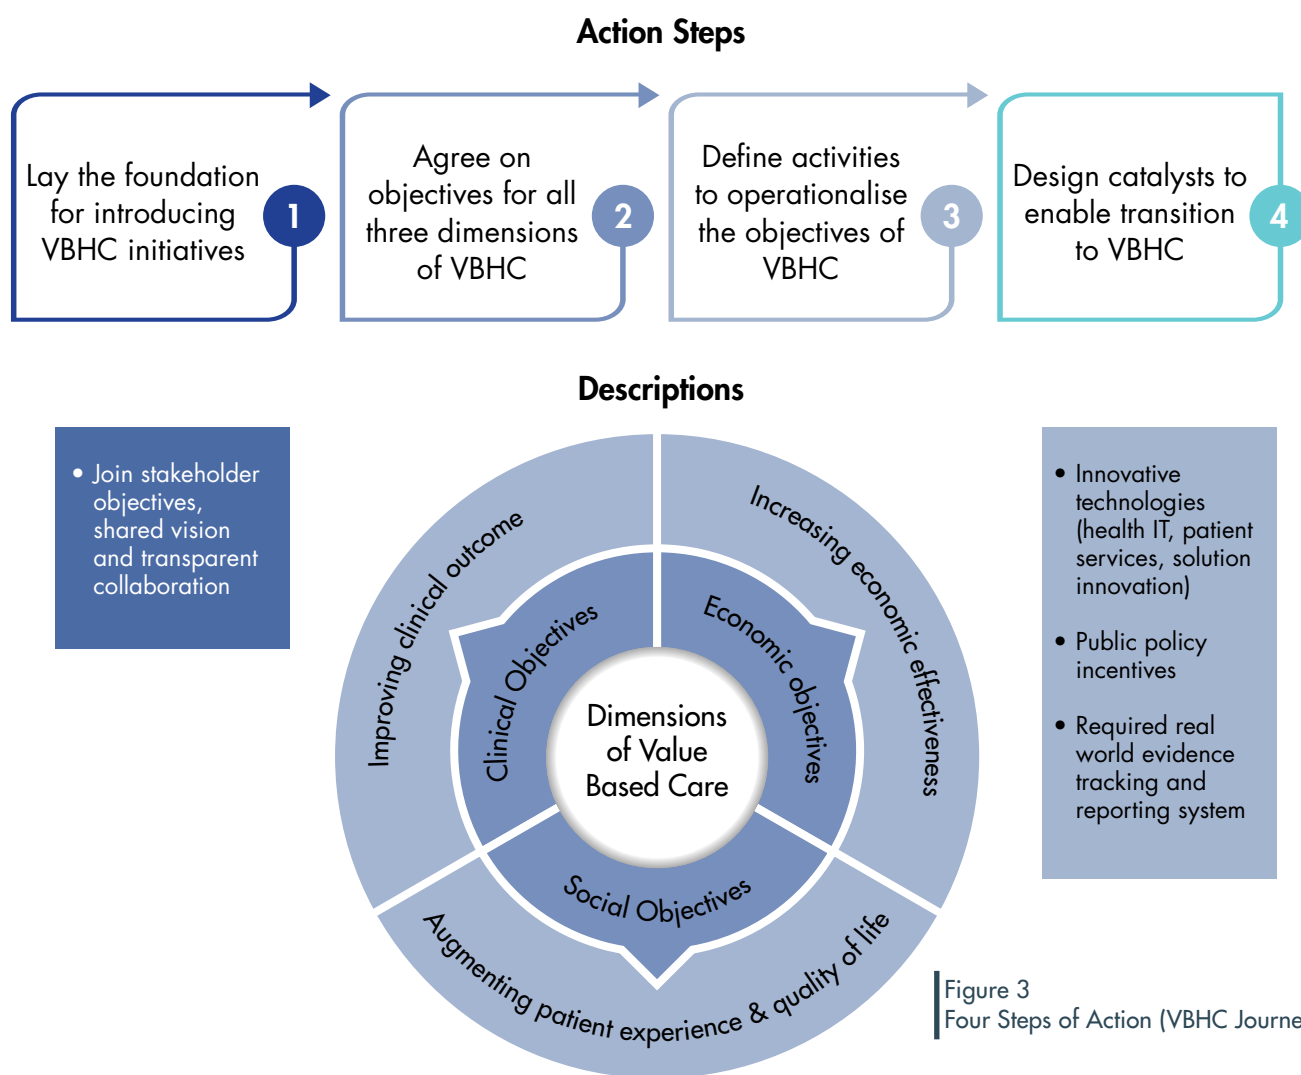 Action Steps
Lay the foundation
for introducing
VBHC initiatives
1
Agree on
objectives for all
three dimensions
of VBHC
2
Define activities
to operationalise
the objectives of
VBHC
3
Design catalysts to
enable transition
to VBHC
4
Descriptions
• Join stakeholder
objectives,
shared vision
and transparent
collaboration
Improving clinical outcome
Increasing economic effectiveness
Clinical Objectives
Economic objectives
Dimensions
of Value
Based Care
Social Objectives
Augmenting patient experience & quality of life
• Innovative
technologies
(health IT, patient
services, solution
innovation)
• Public policy
incentives
• Required real
world evidence
tracking and
reporting system
Figure 3
Four Steps of Action (VBHC Journe